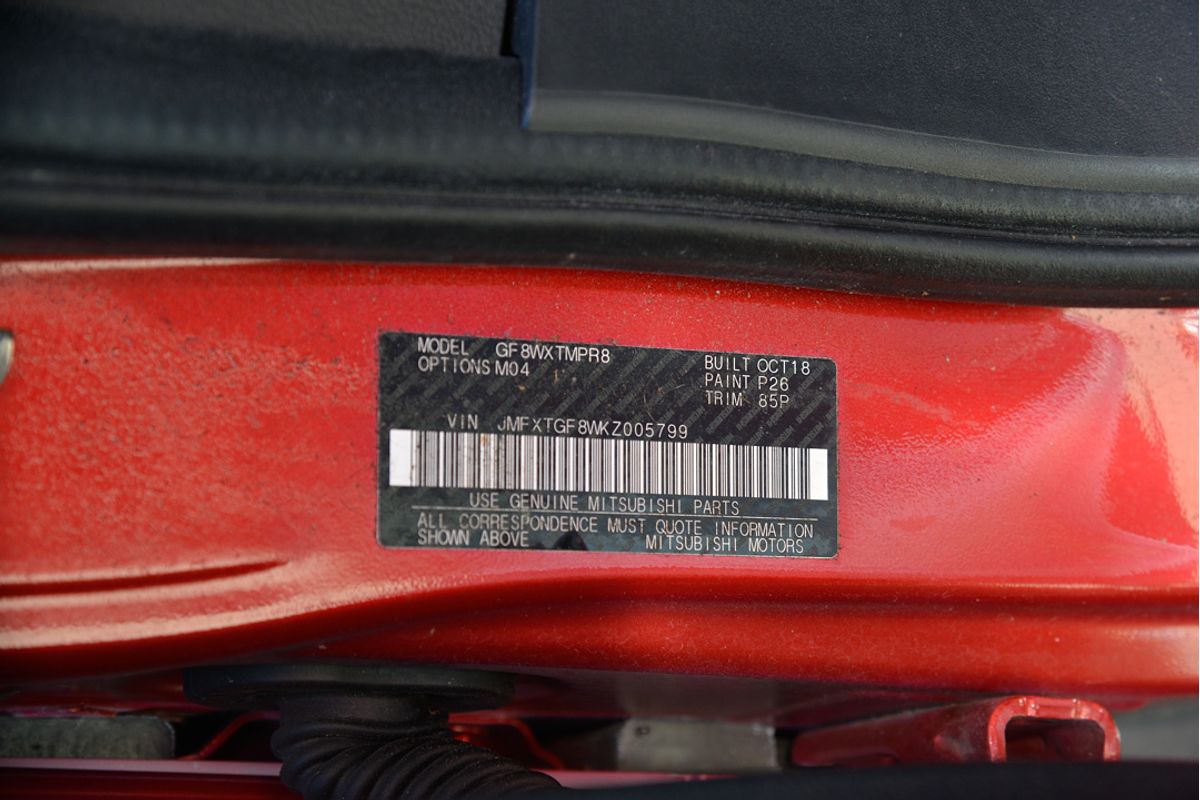 MODEL GF8WXTMPR8
OPTIONS M04
BUILT OCT18
PAINT P26
TRIM 85P
VIN JMFXTGF8WKZ005799
USE GENUINE MITSUBISHI PARTS
ALL CORRESPONDENCE MUST QUOTE INFORMATION
SHOWN ABOVE MITSUBISHI MOTORS